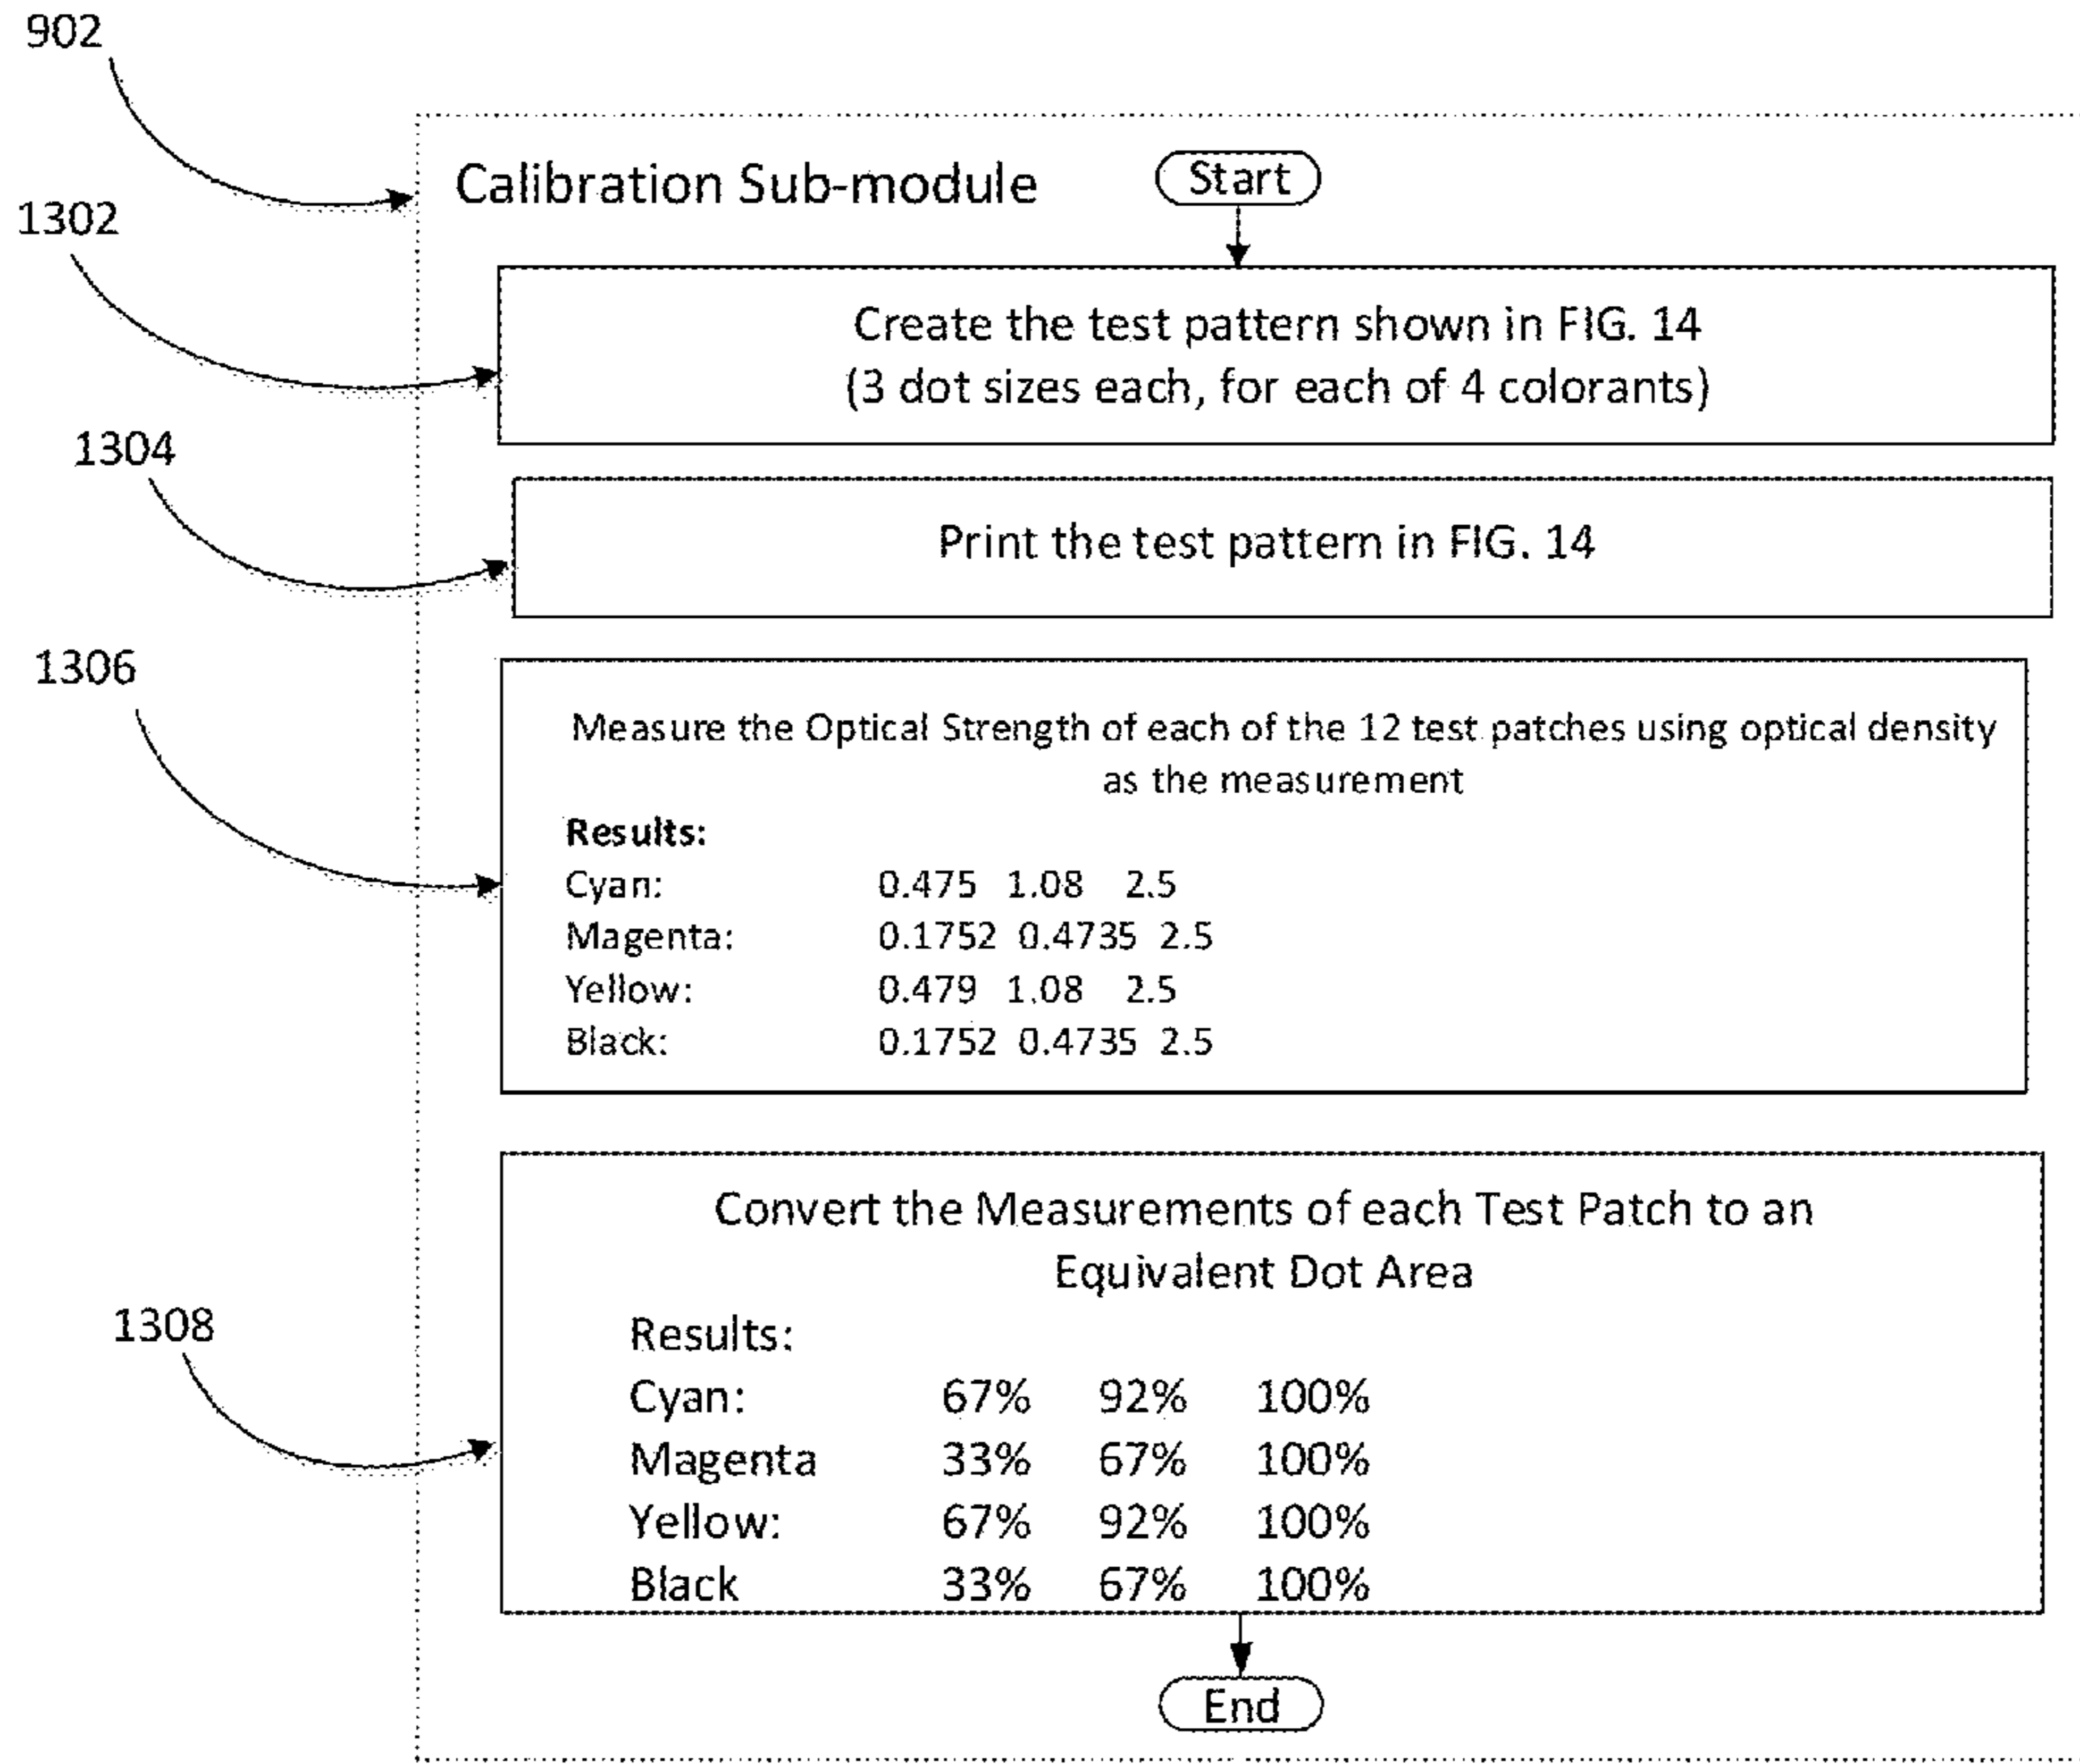 902
Calibration Sub-module
Start
1302
Create the test pattern shown in FIG. 14
(3 dot sizes each, for each of 4 colorants)
1304
Print the test pattern in FIG. 14
1306
Measure the Optical Strength of each of the 12 test patches using optical density
as the measurement
Results:
Cyan: 0.475 1.08 2.5
Magenta: 0.1752 0.4735 2.5
Yellow: 0.479 1.08 2.5
Black: 0.1752 0.4735 2.5
1308
Convert the Measurements of each Test Patch to an
Equivalent Dot Area
Results:
Cyan: 67% 92% 100%
Magenta 33% 67% 100%
Yellow: 67% 92% 100%
Black 33% 67% 100%
End